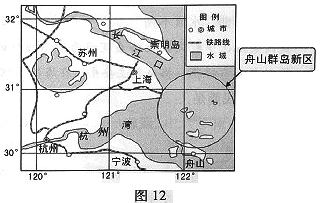 32°
31°
30°
120°
121°
122°
图例
城市
铁路线
水域
长
江
口
崇明岛
苏州
上海
杭
州
湾
杭州
宁波
舟山
舟山群岛新区
图 12